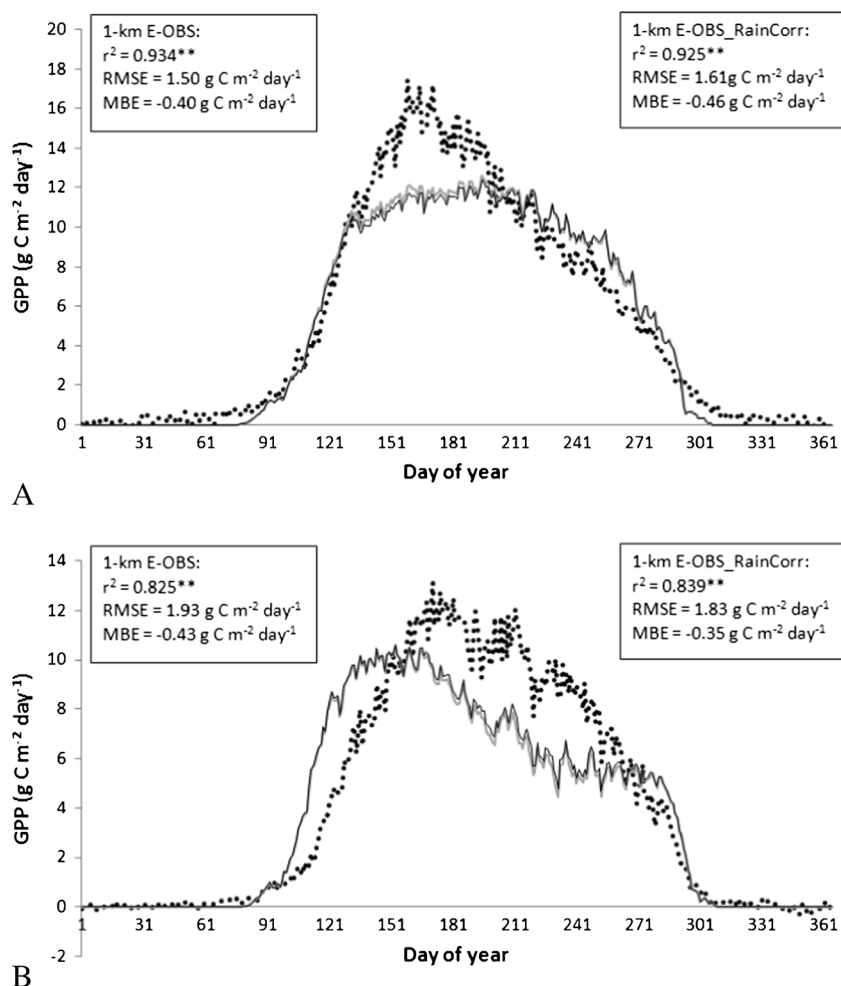 1-km E-OBS:
r² = 0.934**
RMSE = 1.50 g C m⁻² day⁻¹
MBE = -0.40 g C m⁻² day⁻¹
1-km E-OBS_RainCorr:
r² = 0.925**
RMSE = 1.61g C m⁻² day⁻¹
MBE = -0.46 g C m⁻² day⁻¹
GPP (g C m⁻² day⁻¹)
20
18
16
14
12
10
8
6
4
2
0
1 31 61 91 121 151 181 211 241 271 301 331 361
Day of year
A
1-km E-OBS:
r² = 0.825**
RMSE = 1.93 g C m⁻² day⁻¹
MBE = -0.43 g C m⁻² day⁻¹
1-km E-OBS_RainCorr:
r² = 0.839**
RMSE = 1.83 g C m⁻² day⁻¹
MBE = -0.35 g C m⁻² day⁻¹
GPP (g C m⁻² day⁻¹)
14
12
10
8
6
4
2
0
-2
1 31 61 91 121 151 181 211 241 271 301 331 361
Day of year
B